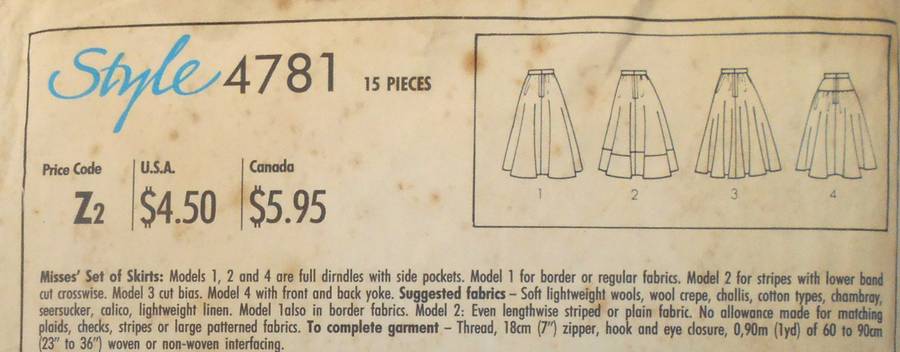 Style 4781 15 PIECES
Price Code U.S.A. Canada
Z2 $4.50 $5.95
1 2 3 4
Misses' Set of Skirts: Models 1, 2 and 4 are full dirndles with side pockets. Model 1 for border or regular fabrics. Model 2 for stripes with lower band
cut crosswise. Model 3 cut bias. Model 4 with front and back yoke. Suggested fabrics – Soft lightweight wools, wool crepe, challis, cotton types, chambray,
seersucker, calico, lightweight linen. Model 1also in border fabrics. Model 2: Even lengthwise striped or plain fabric. No allowance made for matching
plaids, checks, stripes or large patterned fabrics. To complete garment – Thread, 18cm (7") zipper, hook and eye closure, 0,90m (1yd) of 60 to 90cm
(23" to 36") woven or non-woven interfacing.